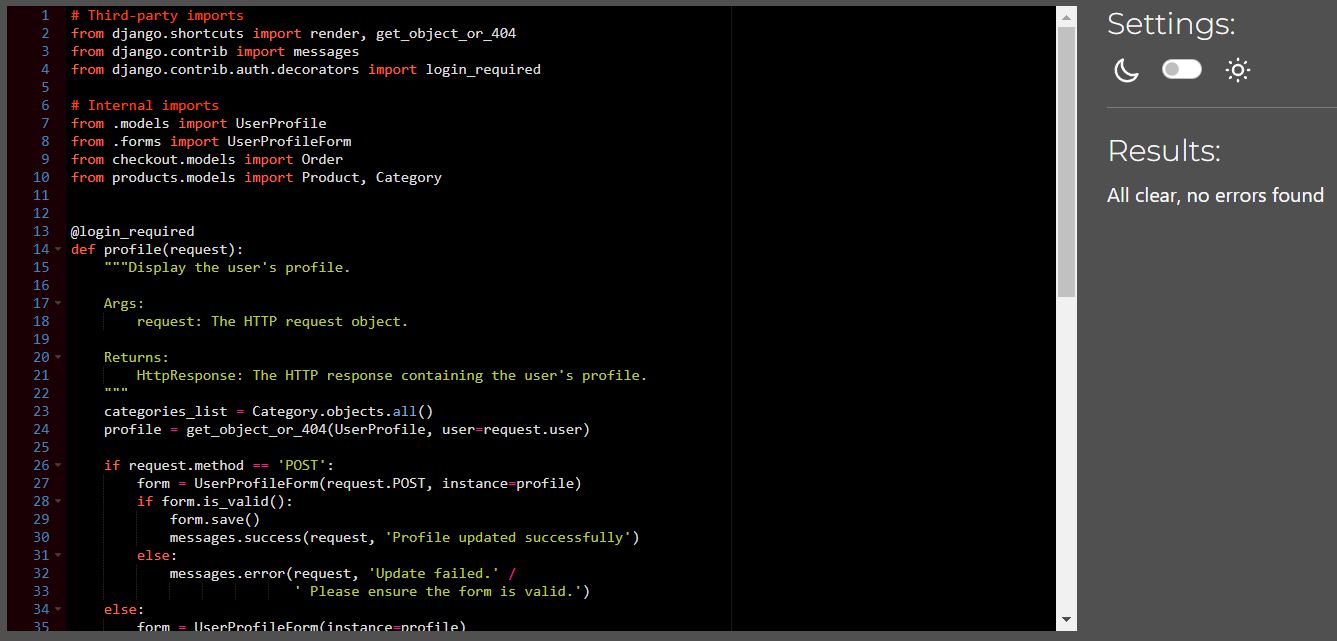 1 # Third-party imports
2 from django.shortcuts import render, get_object_or_404
3 from django.contrib import messages
4 from django.contrib.auth.decorators import login_required
5
6 # Internal imports
7 from .models import UserProfile
8 from .forms import UserProfileForm
9 from checkout.models import Order
10 from products.models import Product, Category
11
12
13 @login_required
14 def profile(request):
15     """Display the user's profile.
16
17     Args:
18         request: The HTTP request object.
19
20     Returns:
21         HttpResponse: The HTTP response containing the user's profile.
22     """
23     categories_list = Category.objects.all()
24     profile = get_object_or_404(UserProfile, user=request.user)
25
26     if request.method == 'POST':
27         form = UserProfileForm(request.POST, instance=profile)
28         if form.is_valid():
29             form.save()
30             messages.success(request, 'Profile updated successfully')
31         else:
32             messages.error(request, 'Update failed.' /
33                            ' Please ensure the form is valid.')
34     else:
35         form = UserProfileForm(instance=profile)
Settings:
Results:
All clear, no errors found